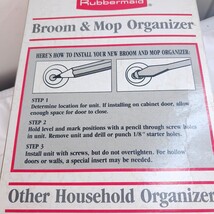 Rubbermaid
Broom & Mop Organizer
HERE'S HOW TO INSTALL YOUR NEW BROOM AND MOP ORGANIZER:
STEP 1
Determine location for unit. If installing on cabinet door, allow
enough space for door to close.
STEP 2
Hold level and mark positions with a pencil through screw holes
in unit. Remove unit and drill or punch 1/8" starter holes.
STEP 3
Install unit with screws, but do not overtighten. For hollow
doors or walls, a special insert may be needed.
Other Household Organizer